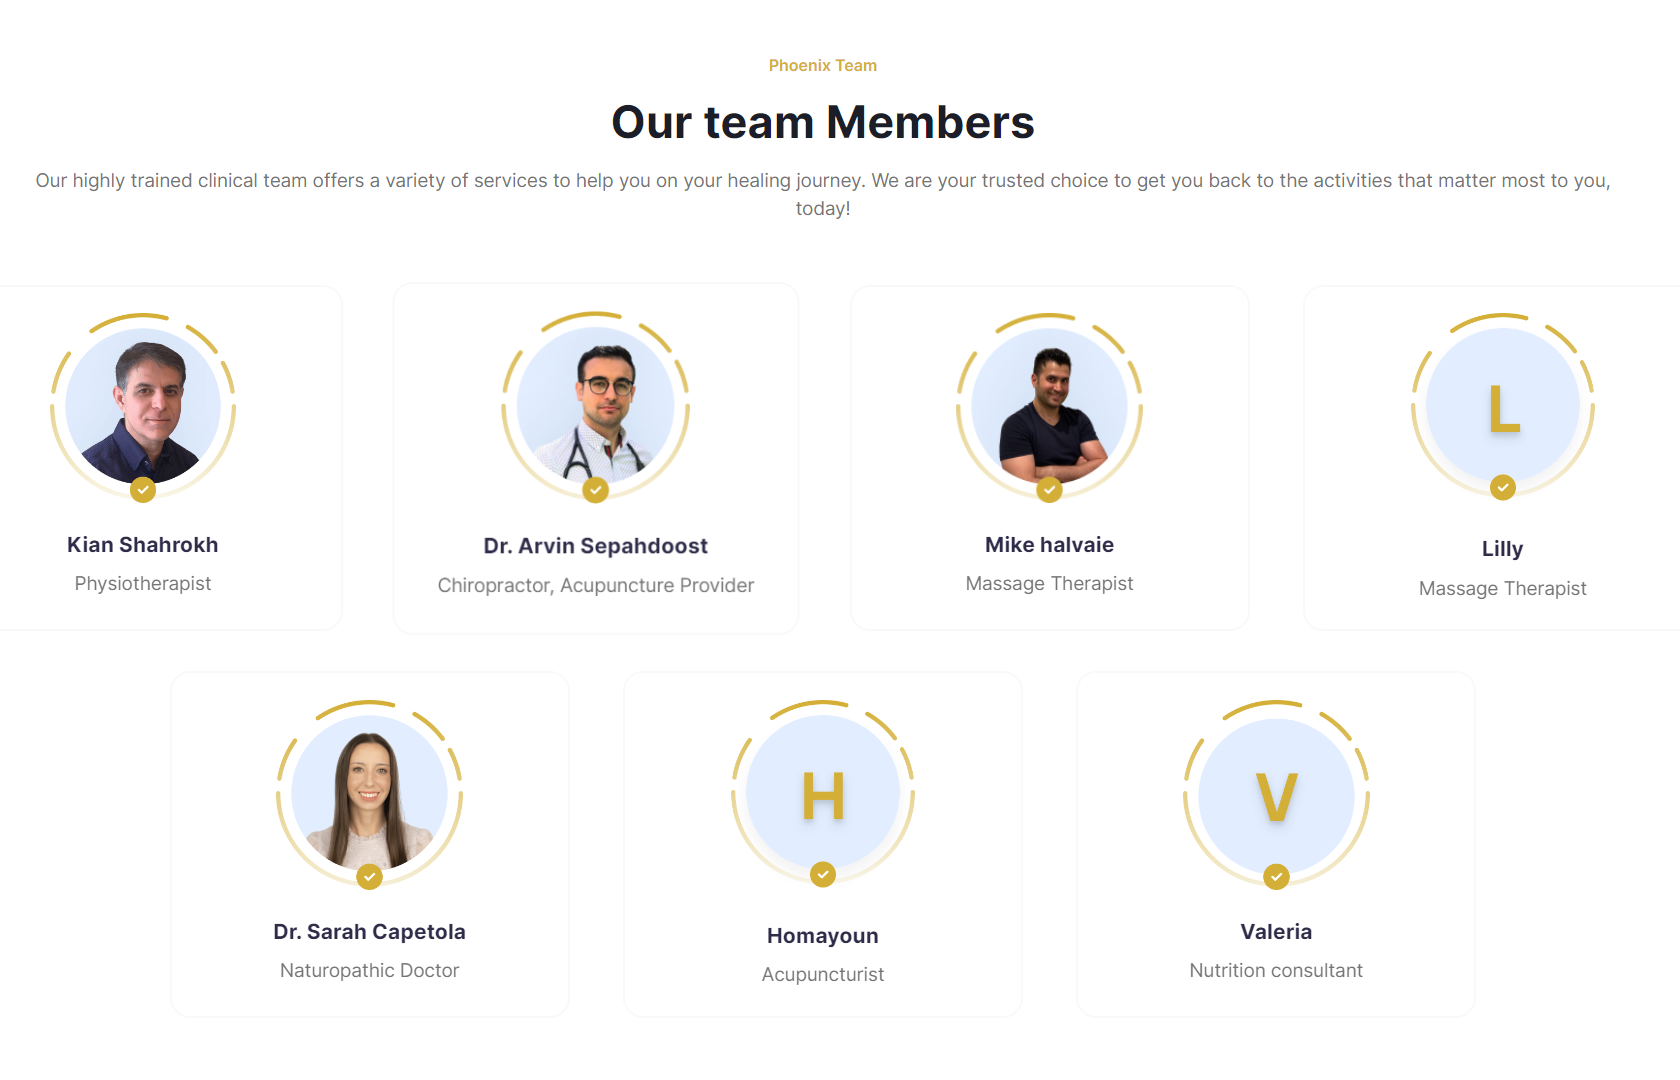 Phoenix Team
Our team Members
Our highly trained clinical team offers a variety of services to help you on your healing journey. We are your trusted choice to get you back to the activities that matter most to you,
today!
L
Kian Shahrokh
Dr. Arvin Sepahdoost
Mike halvaie
Lilly
Physiotherapist
Chiropractor, Acupuncture Provider
Massage Therapist
Massage Therapist
H
V
Dr. Sarah Capetola
Homayoun
Valeria
Naturopathic Doctor
Acupuncturist
Nutrition consultant